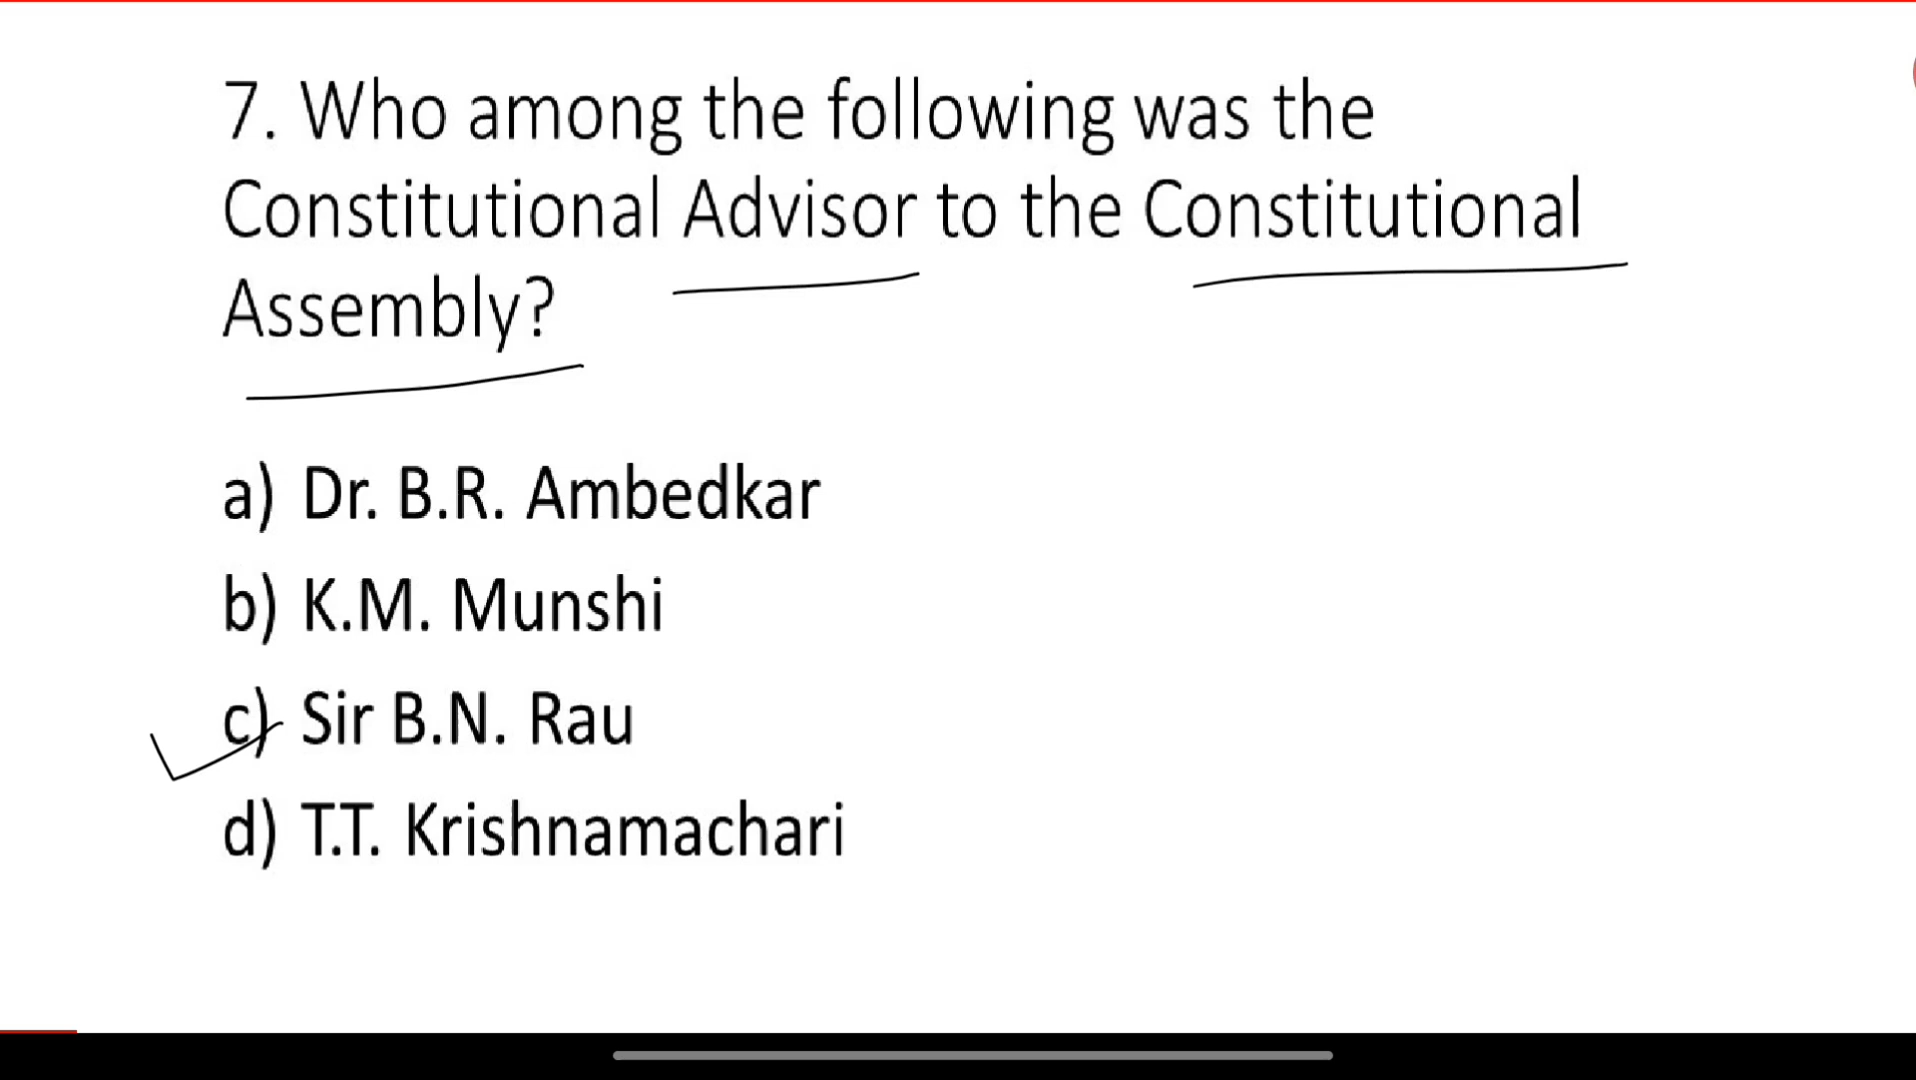 7. Who among the following was the
Constitutional Advisor to the Constitutional
Assembly?
a) Dr. B.R. Ambedkar
b) K.M. Munshi
c) Sir B.N. Rau
d) T.T. Krishnamachari